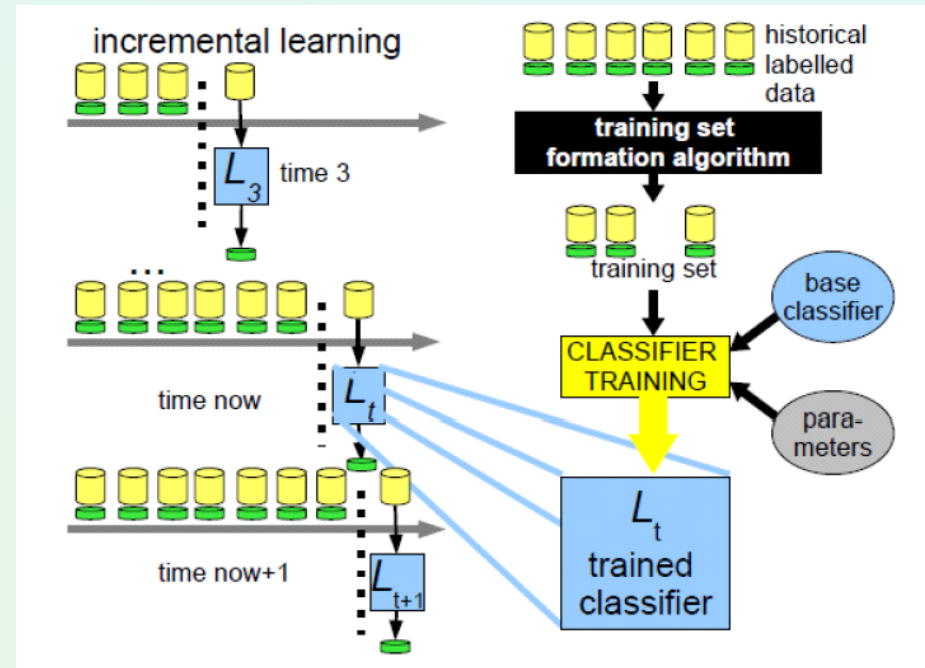 incremental learning
L3
time 3
...
time now
Lt
time now+1
Lt+1
historical
labelled
data
training set
formation algorithm
training set
base
classifier
CLASSIFIER
TRAINING
para-
meters
Lt
trained
classifier